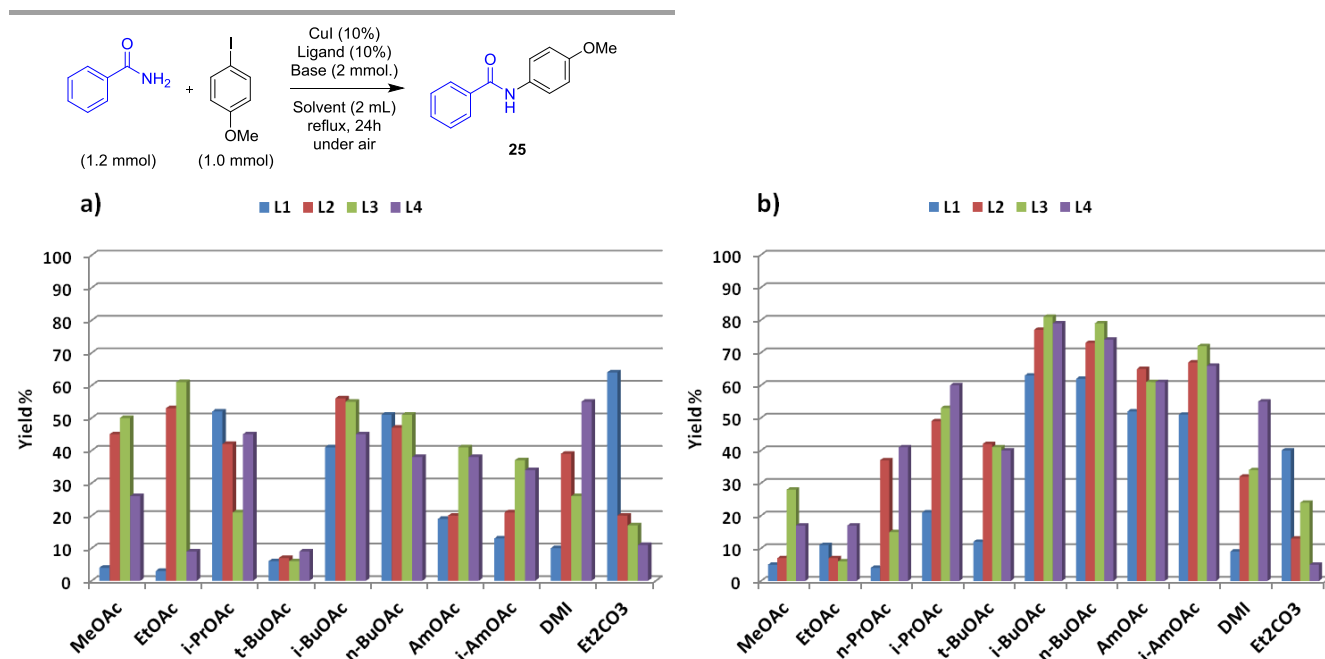 O
NH2
+
I
OMe
(1.2 mmol)
(1.0 mmol)
CuI (10%)
Ligand (10%)
Base (2 mmol.)
Solvent (2 mL)
reflux, 24h
under air
O
N
H
OMe
25
a)
L1 L2 L3 L4
Yield %
100
90
80
70
60
50
40
30
20
10
0
MeOAc
EtOAc
i-PrOAc
t-BuOAc
i-BuOAc
n-BuOAc
AmOAc
i-AmOAc
DMI
Et2CO3
b)
L1 L2 L3 L4
Yield %
100
90
80
70
60
50
40
30
20
10
0
MeOAc
EtOAc
n-PrOAc
i-PrOAc
t-BuOAc
i-BuOAc
n-BuOAc
AmOAc
i-AmOAc
DMI
Et2CO3